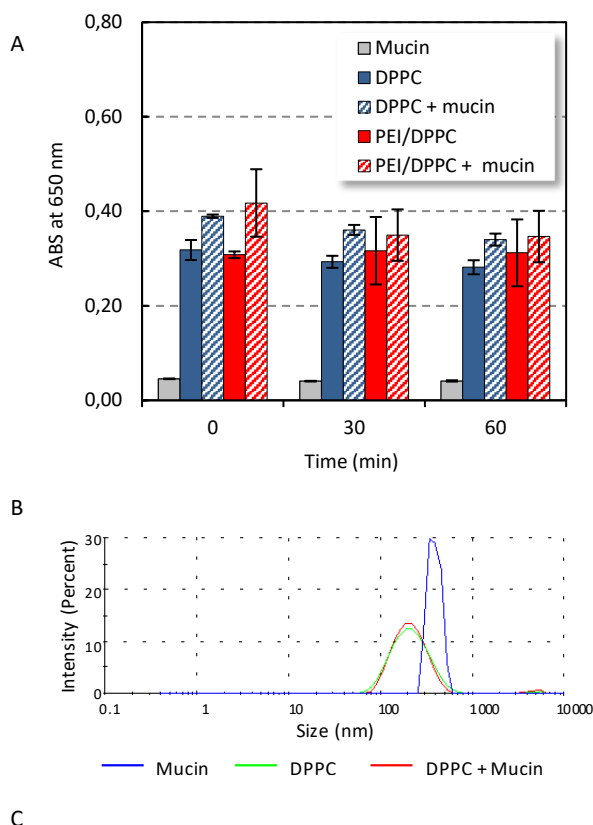 A
0,80
0,60
0,40
0,20
0,00
ABS at 650 nm
Mucin
DPPC
DPPC + mucin
PEI/DPPC
PEI/DPPC + mucin
0 30 60
Time (min)
B
30
20
10
0
Intensity (Percent)
0.1 1 10 100 1000 10000
Size (nm)
Mucin DPPC DPPC + Mucin
C